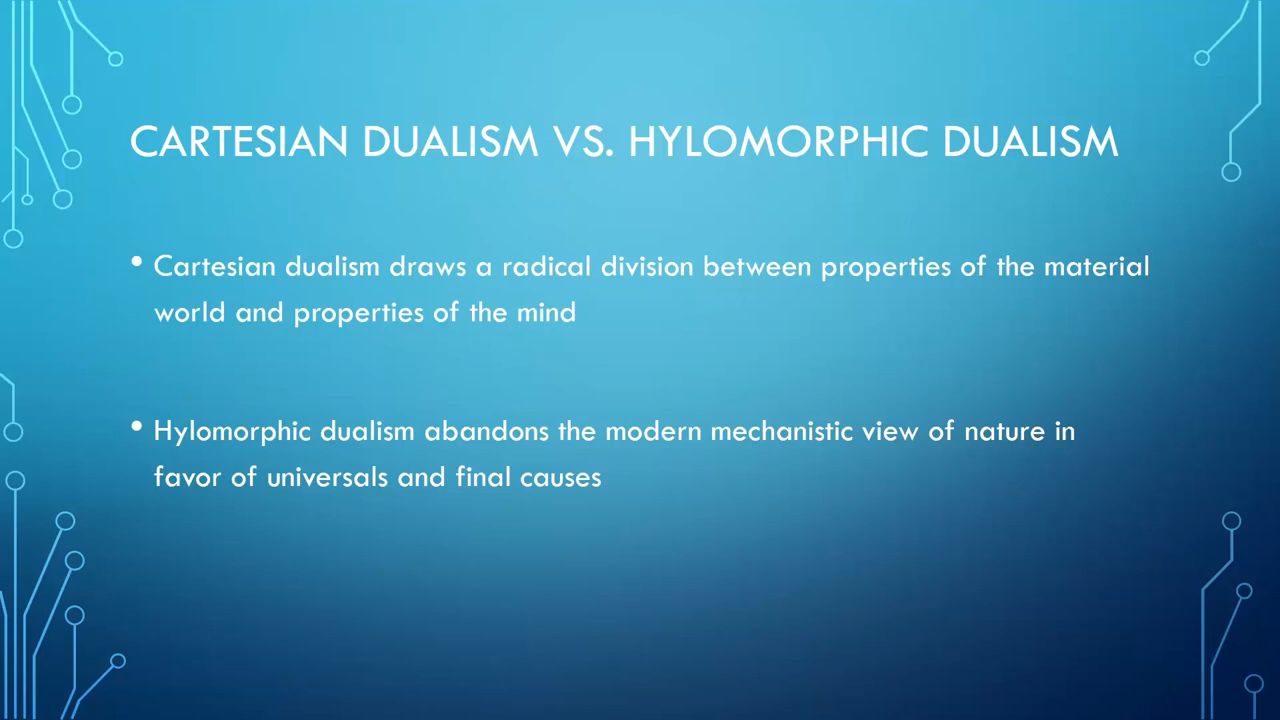 CARTESIAN DUALISM VS. HYLOMORPHIC DUALISM
• Cartesian dualism draws a radical division between properties of the material
world and properties of the mind
• Hylomorphic dualism abandons the modern mechanistic view of nature in
favor of universals and final causes